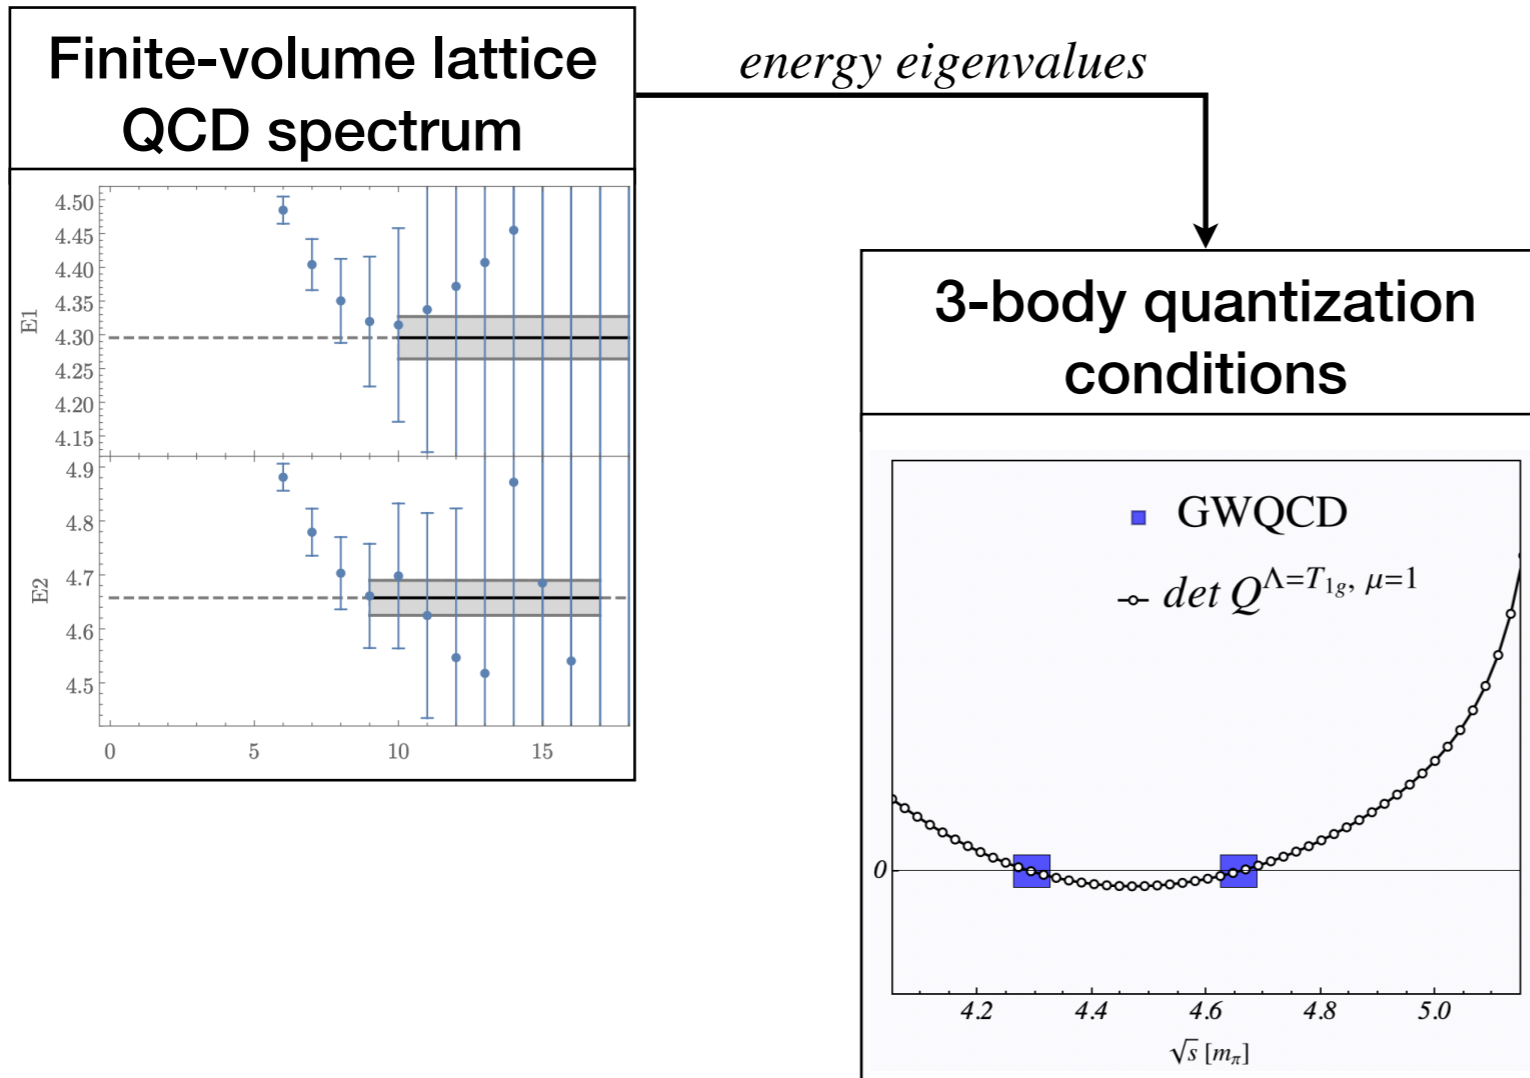 Finite-volume lattice
QCD spectrum
energy eigenvalues
4.50
4.45
4.40
4.35
4.30
4.25
4.20
4.15
E1
4.9
4.8
4.7
4.6
4.5
E2
0 5 10 15
3-body quantization
conditions
GWQCD
det Q^{Λ=T_{1g}, μ=1}
0
4.2 4.4 4.6 4.8 5.0
√s [m_π]